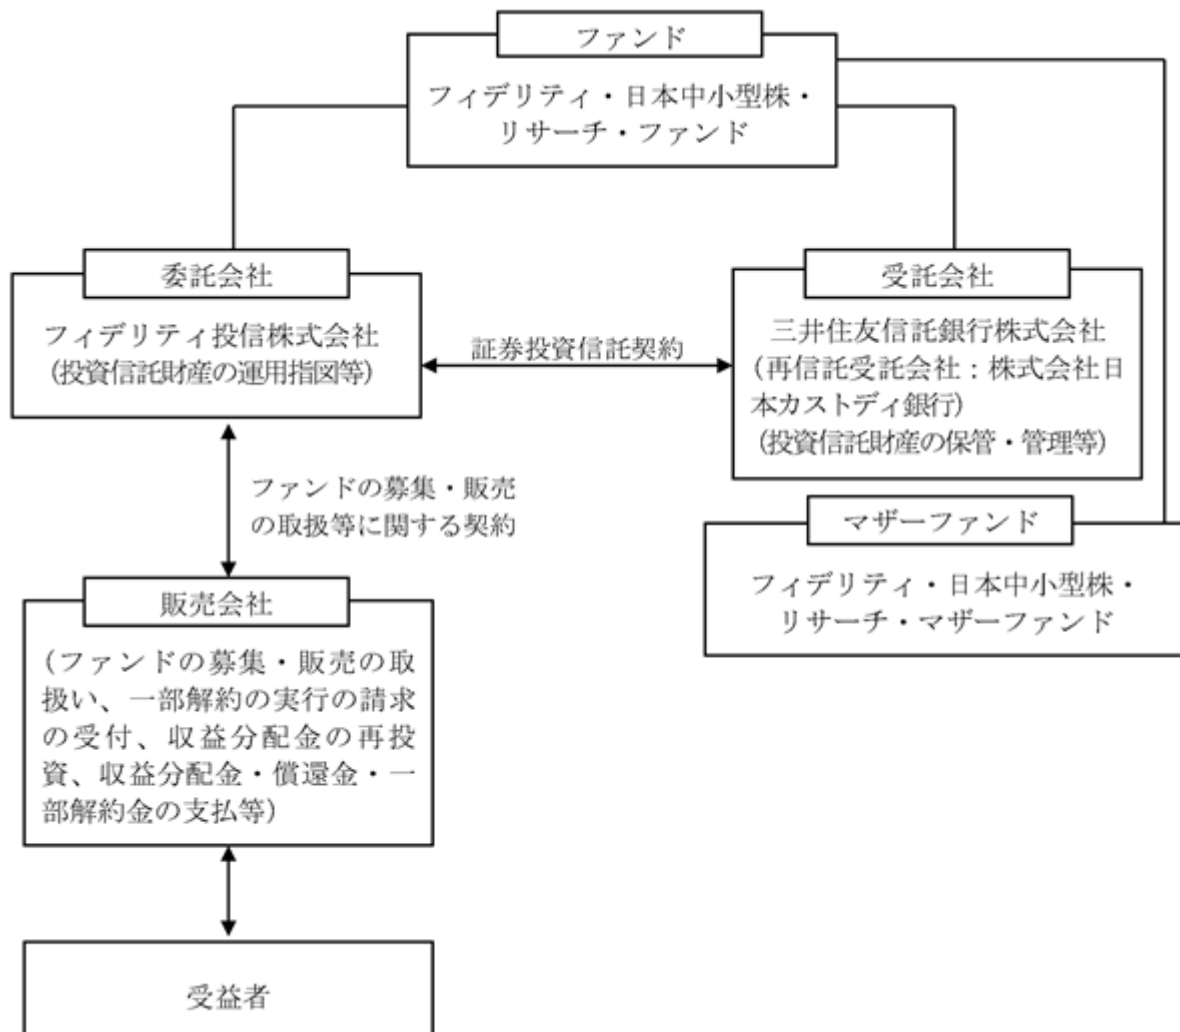 ファンド
フィデリティ・日本中小型株・
リサーチ・ファンド
委託会社
フィデリティ投信株式会社
(投資信託財産の運用指図等)
証券投資信託契約
受託会社
三井住友信託銀行株式会社
(再信託受託会社:株式会社日
本カストディ銀行)
(投資信託財産の保管・管理等)
ファンドの募集・販売
の取扱等に関する契約
マザーファンド
フィデリティ・日本中小型株・
リサーチ・マザーファンド
販売会社
(ファンドの募集・販売の取
扱い、一部解約の実行の請求
の受付、収益分配金の再投
資、収益分配金・償還金・一
部解約金の支払等)
受益者